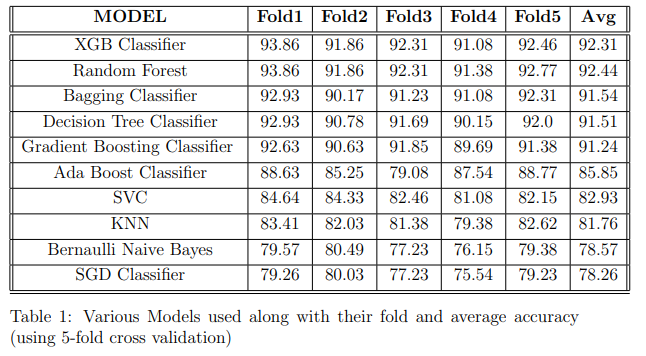 MODEL Fold1 Fold2 Fold3 Fold4 Fold5 Avg
XGB Classifier 93.86 91.86 92.31 91.08 92.46 92.31
Random Forest 93.86 91.86 92.31 91.38 92.77 92.44
Bagging Classifier 92.93 90.17 91.23 91.08 92.31 91.54
Decision Tree Classifier 92.93 90.78 91.69 90.15 92.0 91.51
Gradient Boosting Classifier 92.63 90.63 91.85 89.69 91.38 91.24
Ada Boost Classifier 88.63 85.25 79.08 87.54 88.77 85.85
SVC 84.64 84.33 82.46 81.08 82.15 82.93
KNN 83.41 82.03 81.38 79.38 82.62 81.76
Bernaulli Naive Bayes 79.57 80.49 77.23 76.15 79.38 78.57
SGD Classifier 79.26 80.03 77.23 75.54 79.23 78.26
Table 1: Various Models used along with their fold and average accuracy
(using 5-fold cross validation)